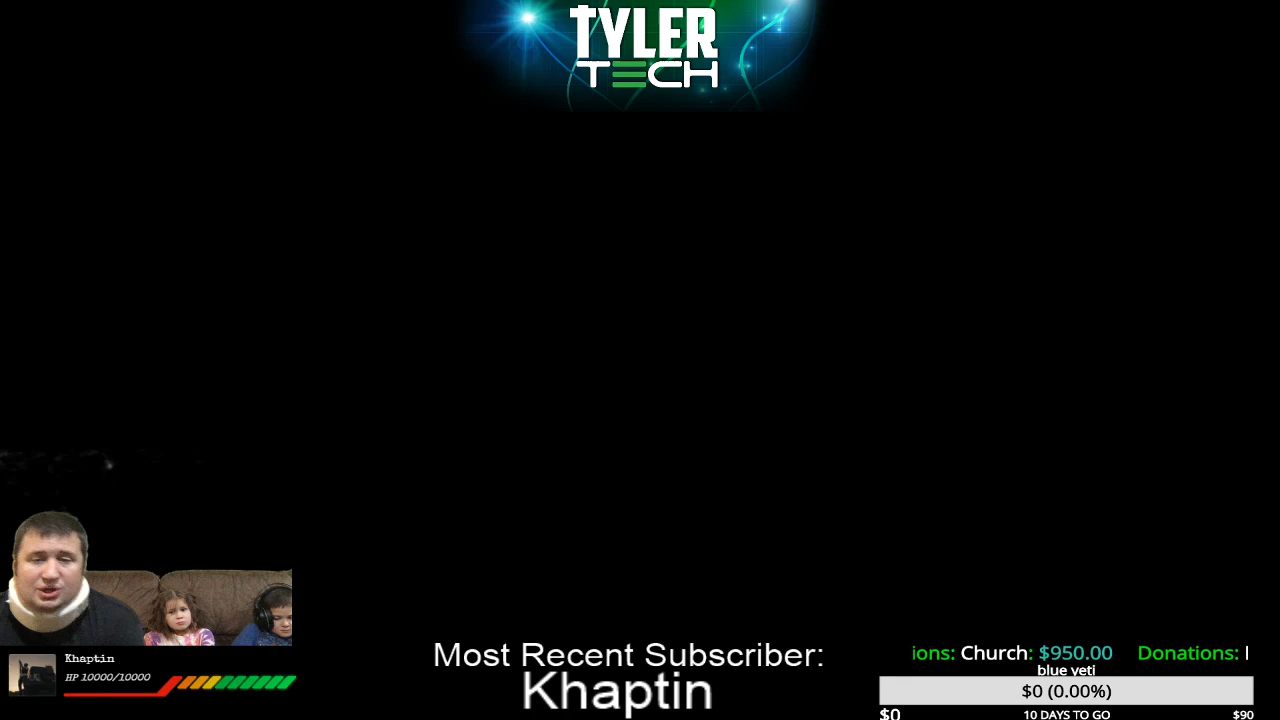 TYLER
TECH
Khaptin
HP 10000/10000
Most Recent Subscriber:
Khaptin
ions: Church: $950.00 Donations:
blue yeti
$0 (0.00%)
$0 10 DAYS TO GO $90